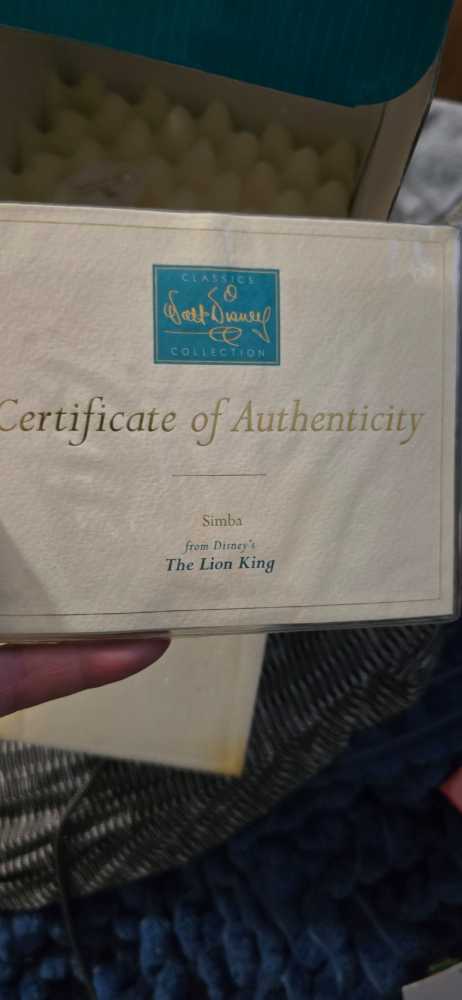 CLASSICS
Walt Disney
COLLECTION
Certificate of Authenticity
Simba
from Disney's
The Lion King